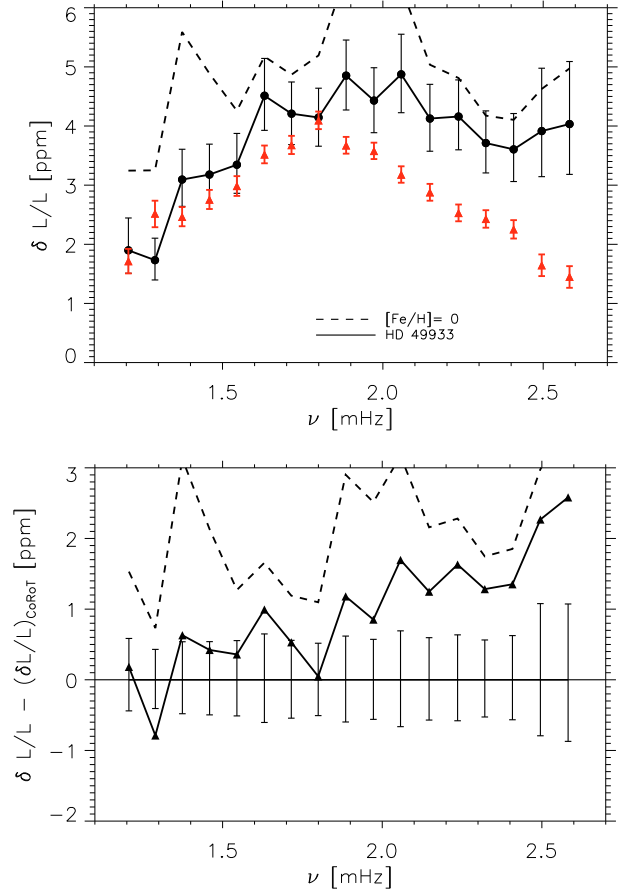 6
5
4
3
2
1
0
δ L/L [ppm]
[Fe/H]= 0
HD 49933
1.5 2.0 2.5
ν [mHz]
3
2
1
0
−1
−2
δ L/L − (δL/L)CoRoT [ppm]
1.5 2.0 2.5
ν [mHz]